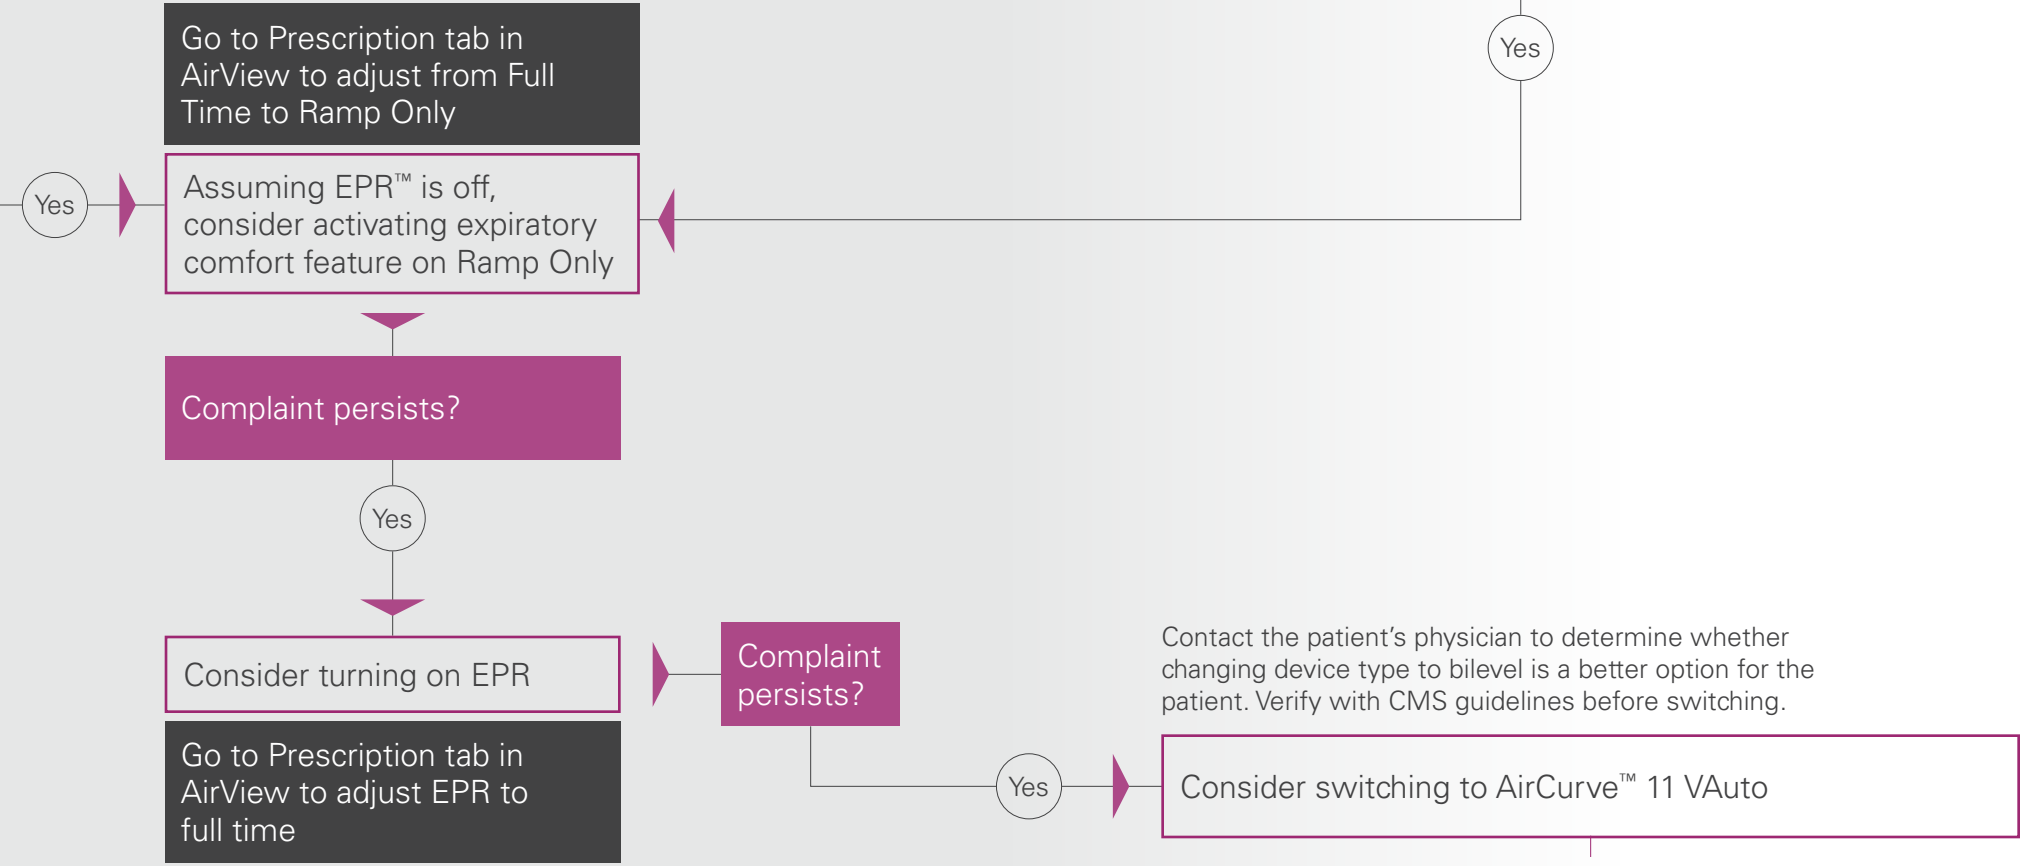 Go to Prescription tab in
AirView to adjust from Full
Time to Ramp Only
Yes
Yes
Assuming EPR™ is off,
consider activating expiratory
comfort feature on Ramp Only
Complaint persists?
Yes
Consider turning on EPR
Go to Prescription tab in
AirView to adjust EPR to
full time
Complaint
persists?
Yes
Contact the patient’s physician to determine whether
changing device type to bilevel is a better option for the
patient. Verify with CMS guidelines before switching.
Consider switching to AirCurve™ 11 VAuto